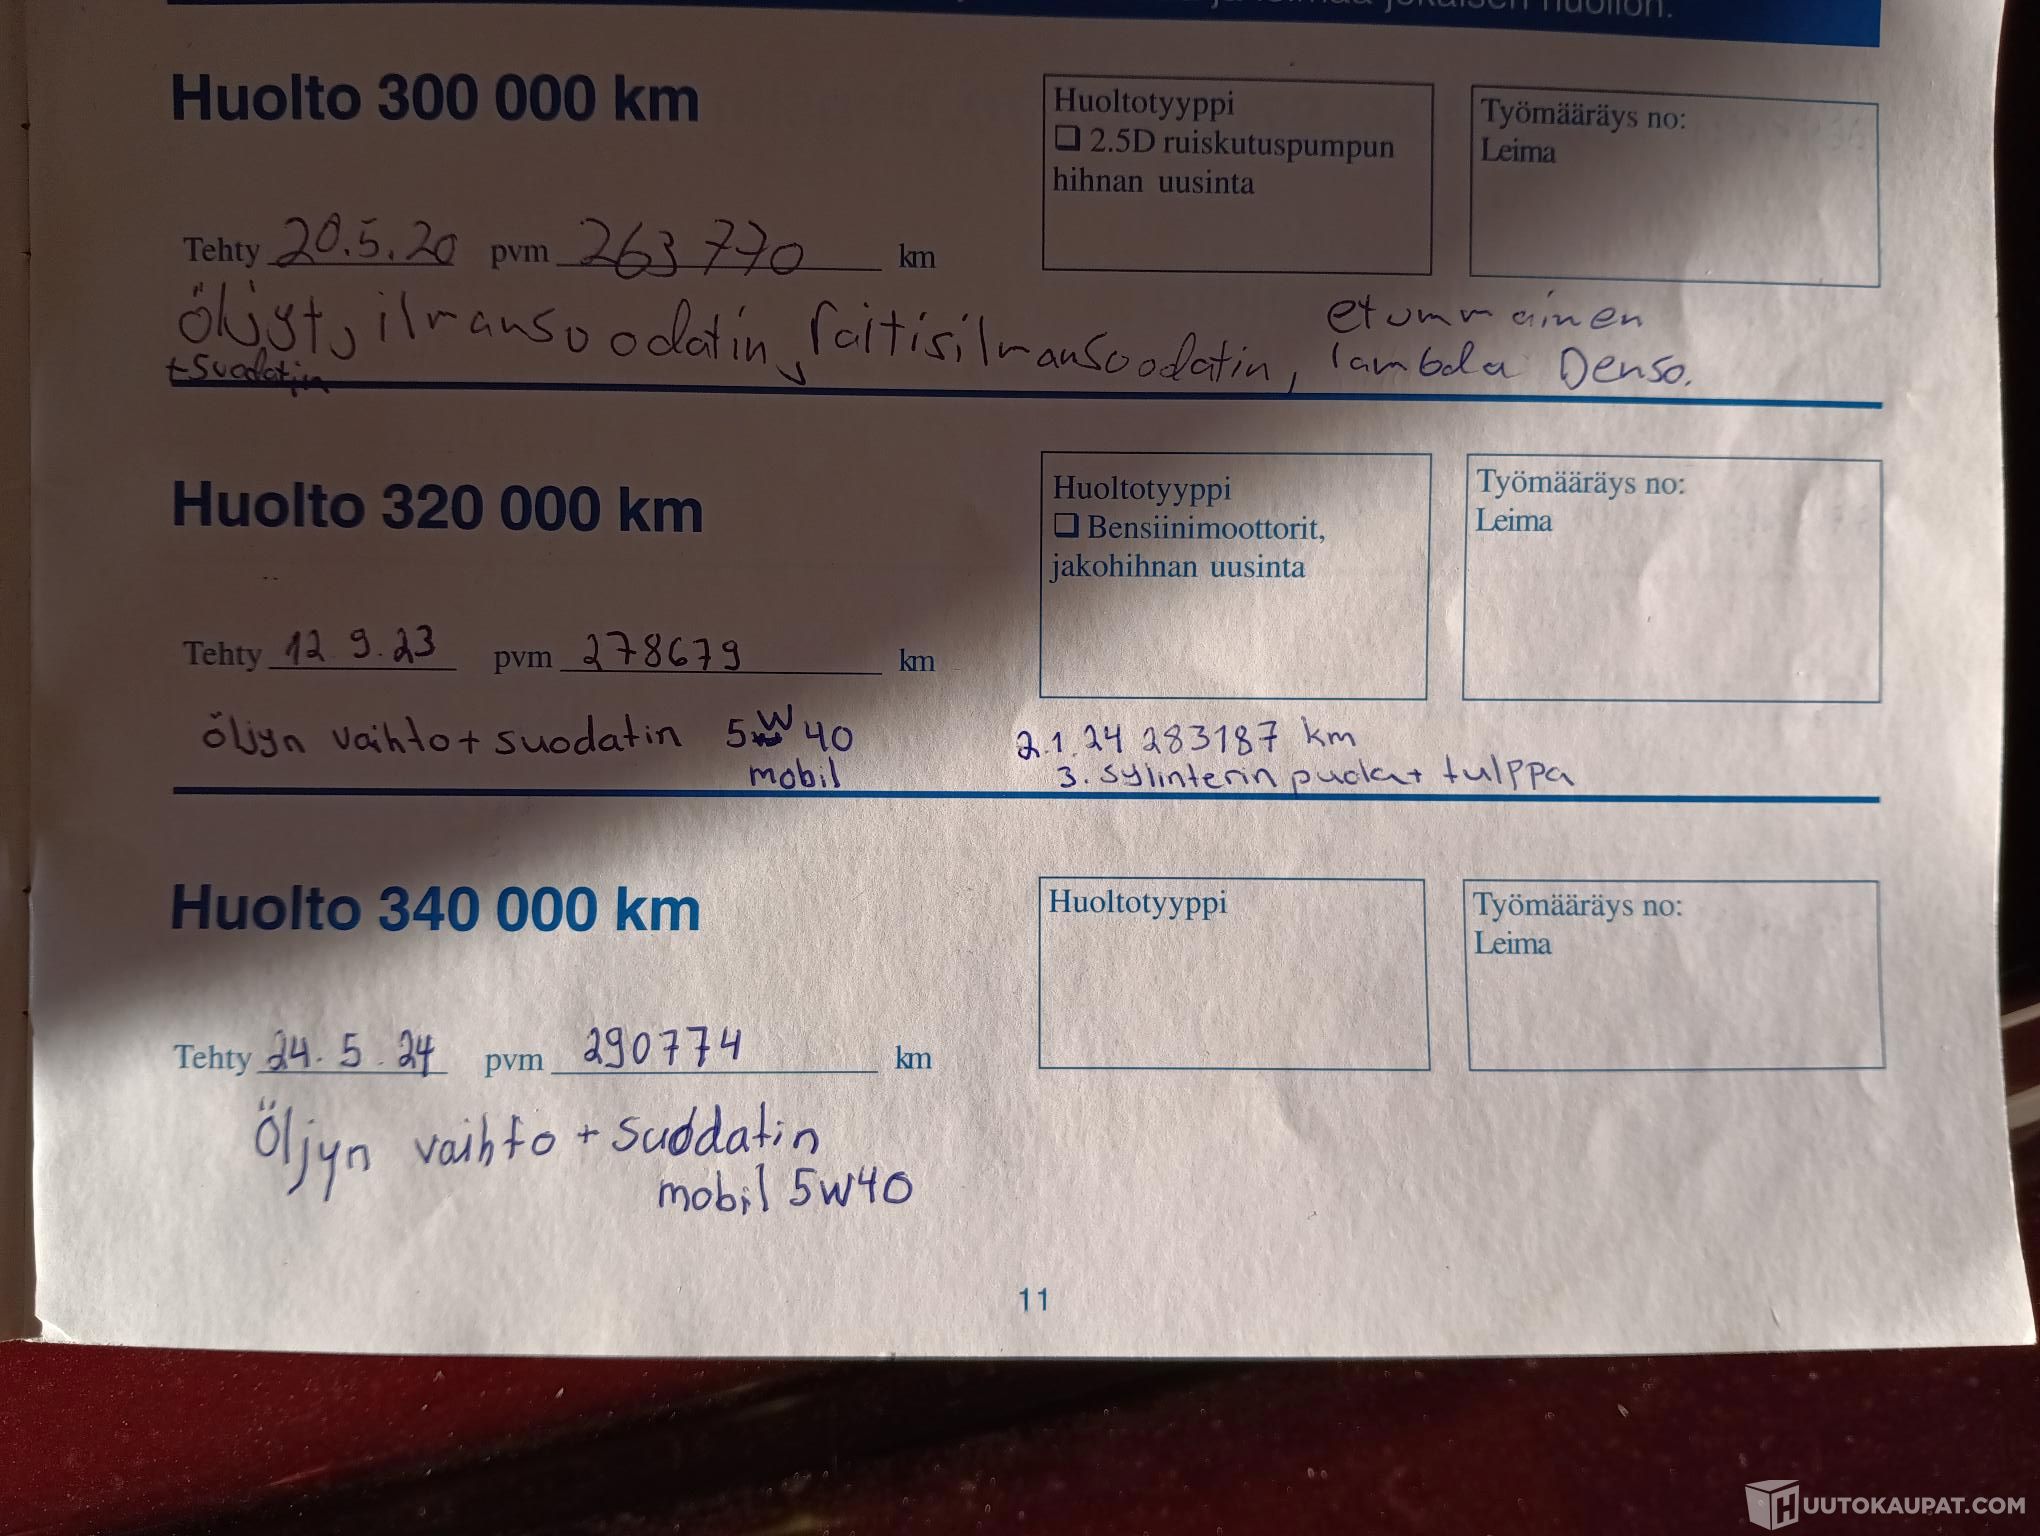 huollon.
Huolto 300 000 km
Huoltotyyppi
❏ 2.5D ruiskutuspumpun
hihnan uusinta
Työmääräys no:
Leima
Tehty 20.5.20 pvm 263 770 km
Öljyt, ilmansuodatin, raitisilmansuodatin,
+suodatin
etummainen
lambda Denso.
Huolto 320 000 km
Huoltotyyppi
❏ Bensiinimoottorit,
jakohihnan uusinta
Työmääräys no:
Leima
Tehty 12.9.23 pvm 278679 km
öljyn vaihto + suodatin 5W40
mobil
2.1.24 283187 km
3. sylinterin puola+ tulppa
Huolto 340 000 km
Huoltotyyppi
Työmääräys no:
Leima
Tehty 24.5.24 pvm 290774 km
Öljyn vaihto + suodatin
mobil 5w40
11
HUUTOKAUPAT.COM